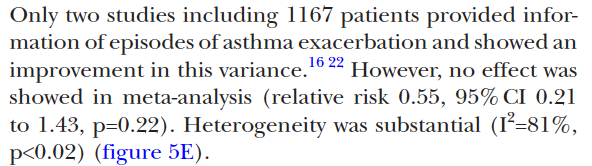 Only two studies including 1167 patients provided infor-
mation of episodes of asthma exacerbation and showed an
improvement in this variance.16 22 However, no effect was
showed in meta-analysis (relative risk 0.55, 95% CI 0.21
to 1.43, p=0.22). Heterogeneity was substantial (I²=81%,
p<0.02) (figure 5E).